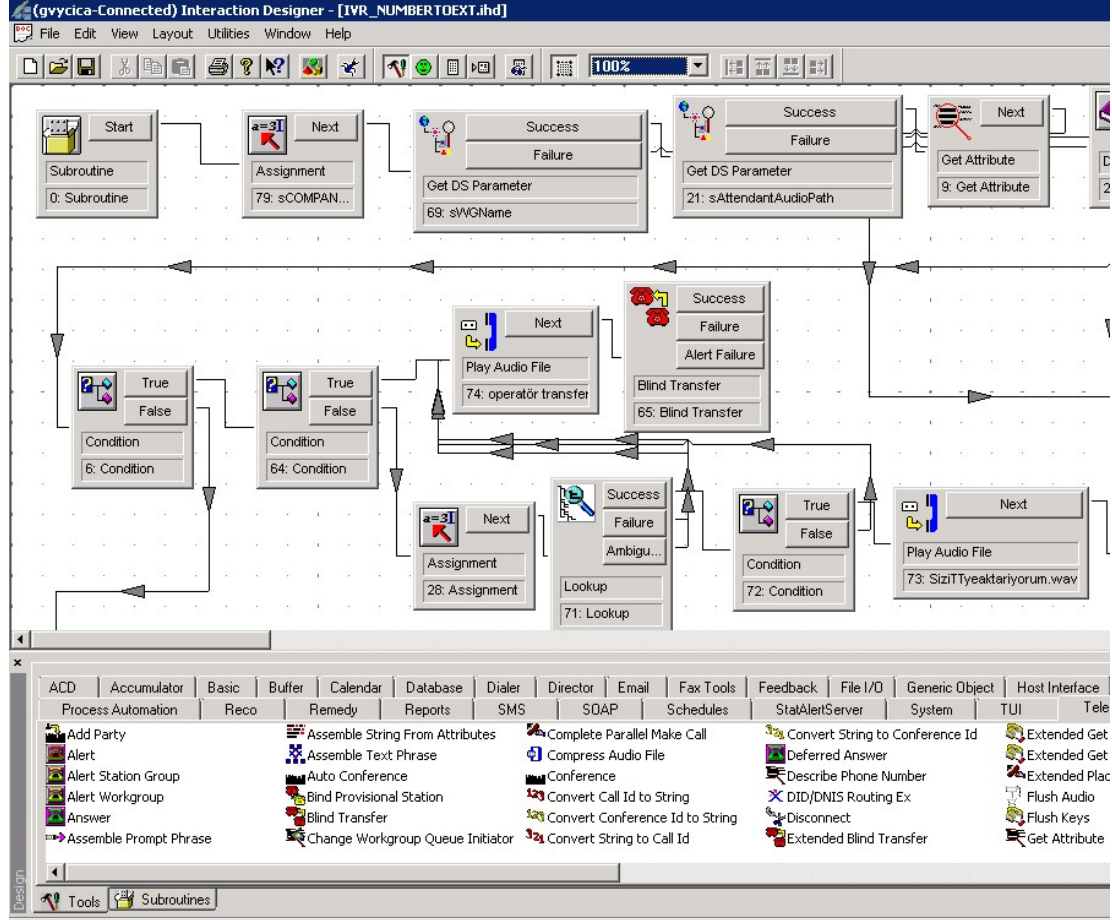 (gvycica-Connected) Interaction Designer - [IVR_NUMBERTOEXT.ihd]
File Edit View Layout Utilities Window Help
100%
Start
Subroutine
0: Subroutine
Next
Assignment
79: sCOMPAN...
Success
Failure
Get DS Parameter
69: sWGName
Success
Failure
Get DS Parameter
21: sAttendantAudioPath
Next
Get Attribute
9: Get Attribute
D
2
Next
Play Audio File
74: operatör transfer
Success
Failure
Alert Failure
Blind Transfer
65: Blind Transfer
True
False
Condition
6: Condition
True
False
Condition
64: Condition
Next
Assignment
28: Assignment
Success
Failure
Ambigu...
Lookup
71: Lookup
True
False
Condition
72: Condition
Next
Play Audio File
73: SiziTTyeaktariyorum.wav
ACD Accumulator Basic Buffer Calendar Database Dialer Director Email Fax Tools Feedback File I/O Generic Object Host Interface
Process Automation Reco Remedy Reports SMS SOAP Schedules StatAlertServer System TUI Tele
Add Party Assemble String From Attributes Complete Parallel Make Call Convert String to Conference Id Extended Get
Alert Assemble Text Phrase Compress Audio File Deferred Answer Extended Get
Alert Station Group Auto Conference Conference Describe Phone Number Extended Plac
Alert Workgroup Bind Provisional Station Convert Call Id to String DID/DNIS Routing Ex Flush Audio
Answer Blind Transfer Convert Conference Id to String Disconnect Flush Keys
Assemble Prompt Phrase Change Workgroup Queue Initiator Convert String to Call Id Extended Blind Transfer Get Attribute
Design
Tools Subroutines